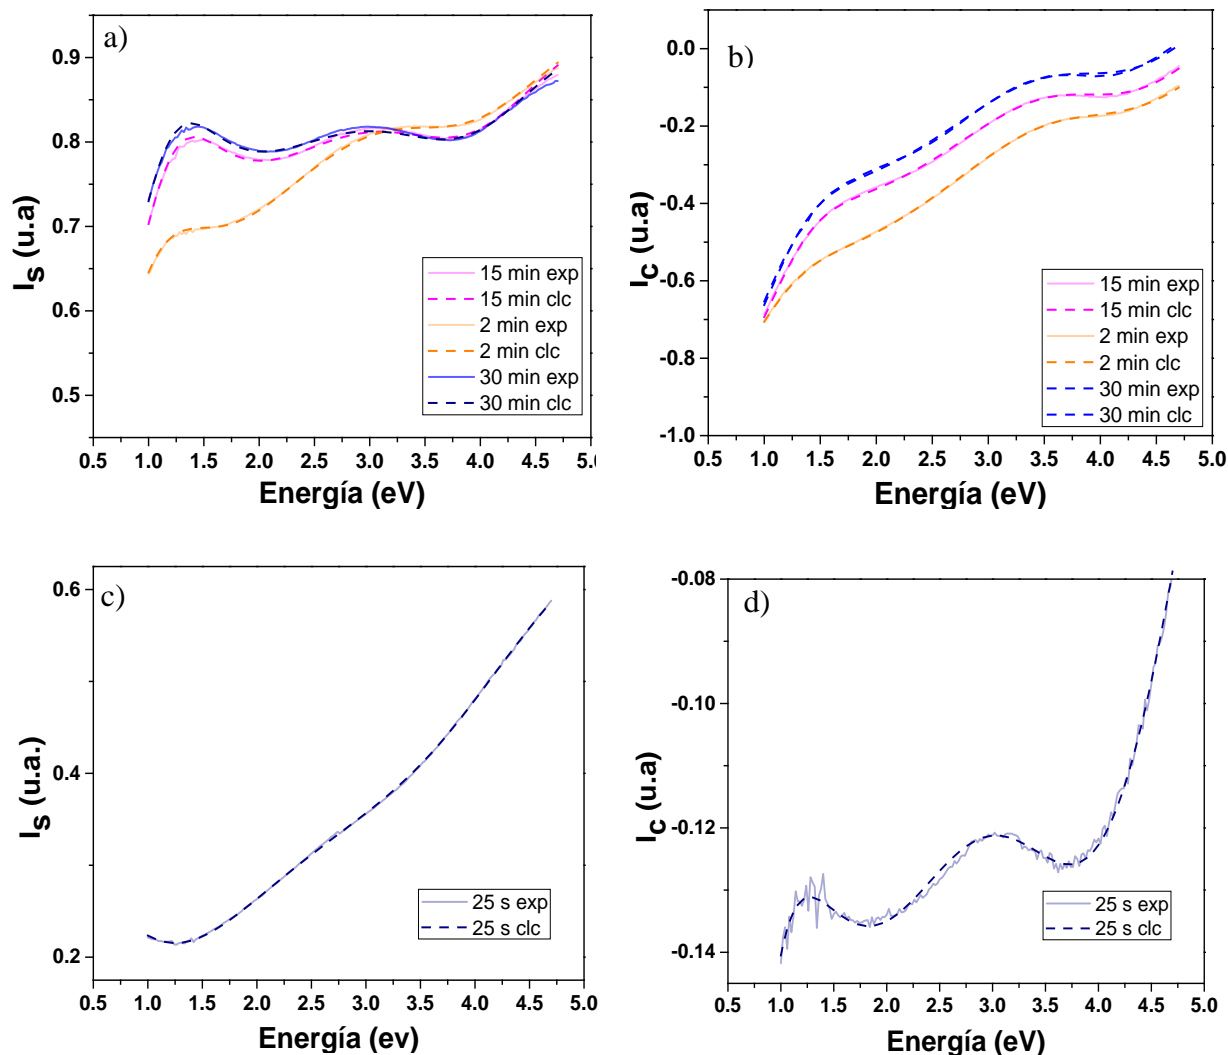 a)
0.9
0.8
0.7
0.6
0.5
I_s (u.a)
15 min exp
15 min clc
2 min exp
2 min clc
30 min exp
30 min clc
0.5 1.0 1.5 2.0 2.5 3.0 3.5 4.0 4.5 5.0
Energía (eV)
b)
0.0
-0.2
-0.4
-0.6
-0.8
-1.0
I_c (u.a)
15 min exp
15 min clc
2 min exp
2 min clc
30 min exp
30 min clc
0.5 1.0 1.5 2.0 2.5 3.0 3.5 4.0 4.5 5.0
Energía (eV)
c)
0.6
0.4
0.2
I_s (u.a.)
25 s exp
25 s clc
0.5 1.0 1.5 2.0 2.5 3.0 3.5 4.0 4.5 5.0
Energía (ev)
d)
-0.08
-0.10
-0.12
-0.14
I_c (u.a)
25 s exp
25 s clc
0.5 1.0 1.5 2.0 2.5 3.0 3.5 4.0 4.5 5.0
Energía (eV)